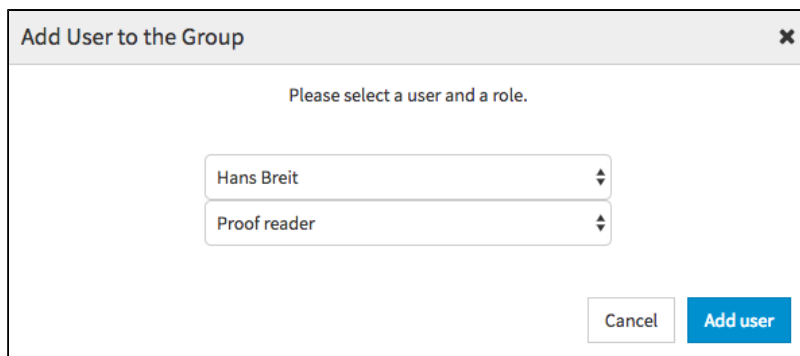 Add User to the Group
Please select a user and a role.
Hans Breit
Proof reader
Cancel Add user